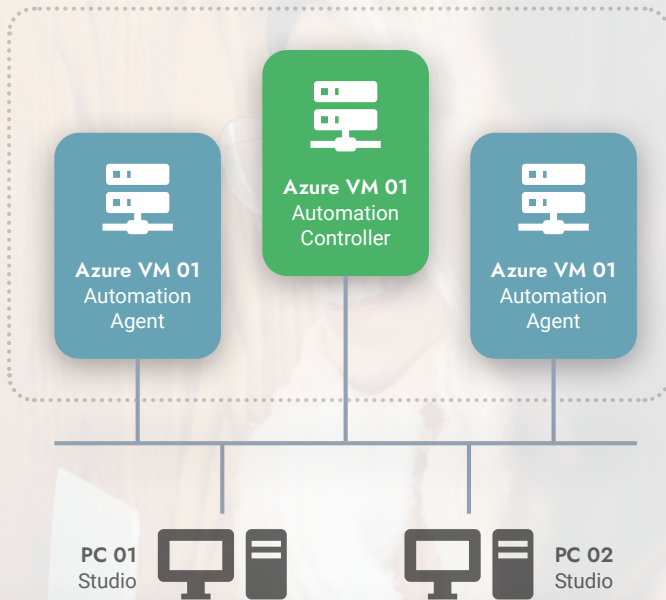 Azure VM 01
Automation
Controller
Azure VM 01
Automation
Agent
Azure VM 01
Automation
Agent
PC 01
Studio
PC 02
Studio